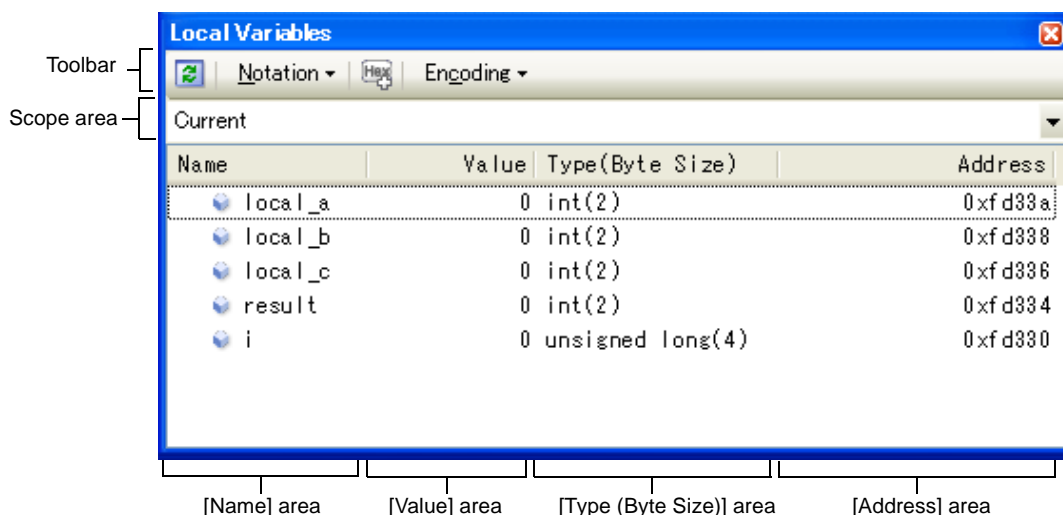 Local Variables
Toolbar
Notation Hex Encoding
Scope area
Current
Name Value Type(Byte Size) Address
local_a 0 int(2) 0xfd33a
local_b 0 int(2) 0xfd338
local_c 0 int(2) 0xfd336
result 0 int(2) 0xfd334
i 0 unsigned long(4) 0xfd330
[Name] area [Value] area [Type (Byte Size)] area [Address] area